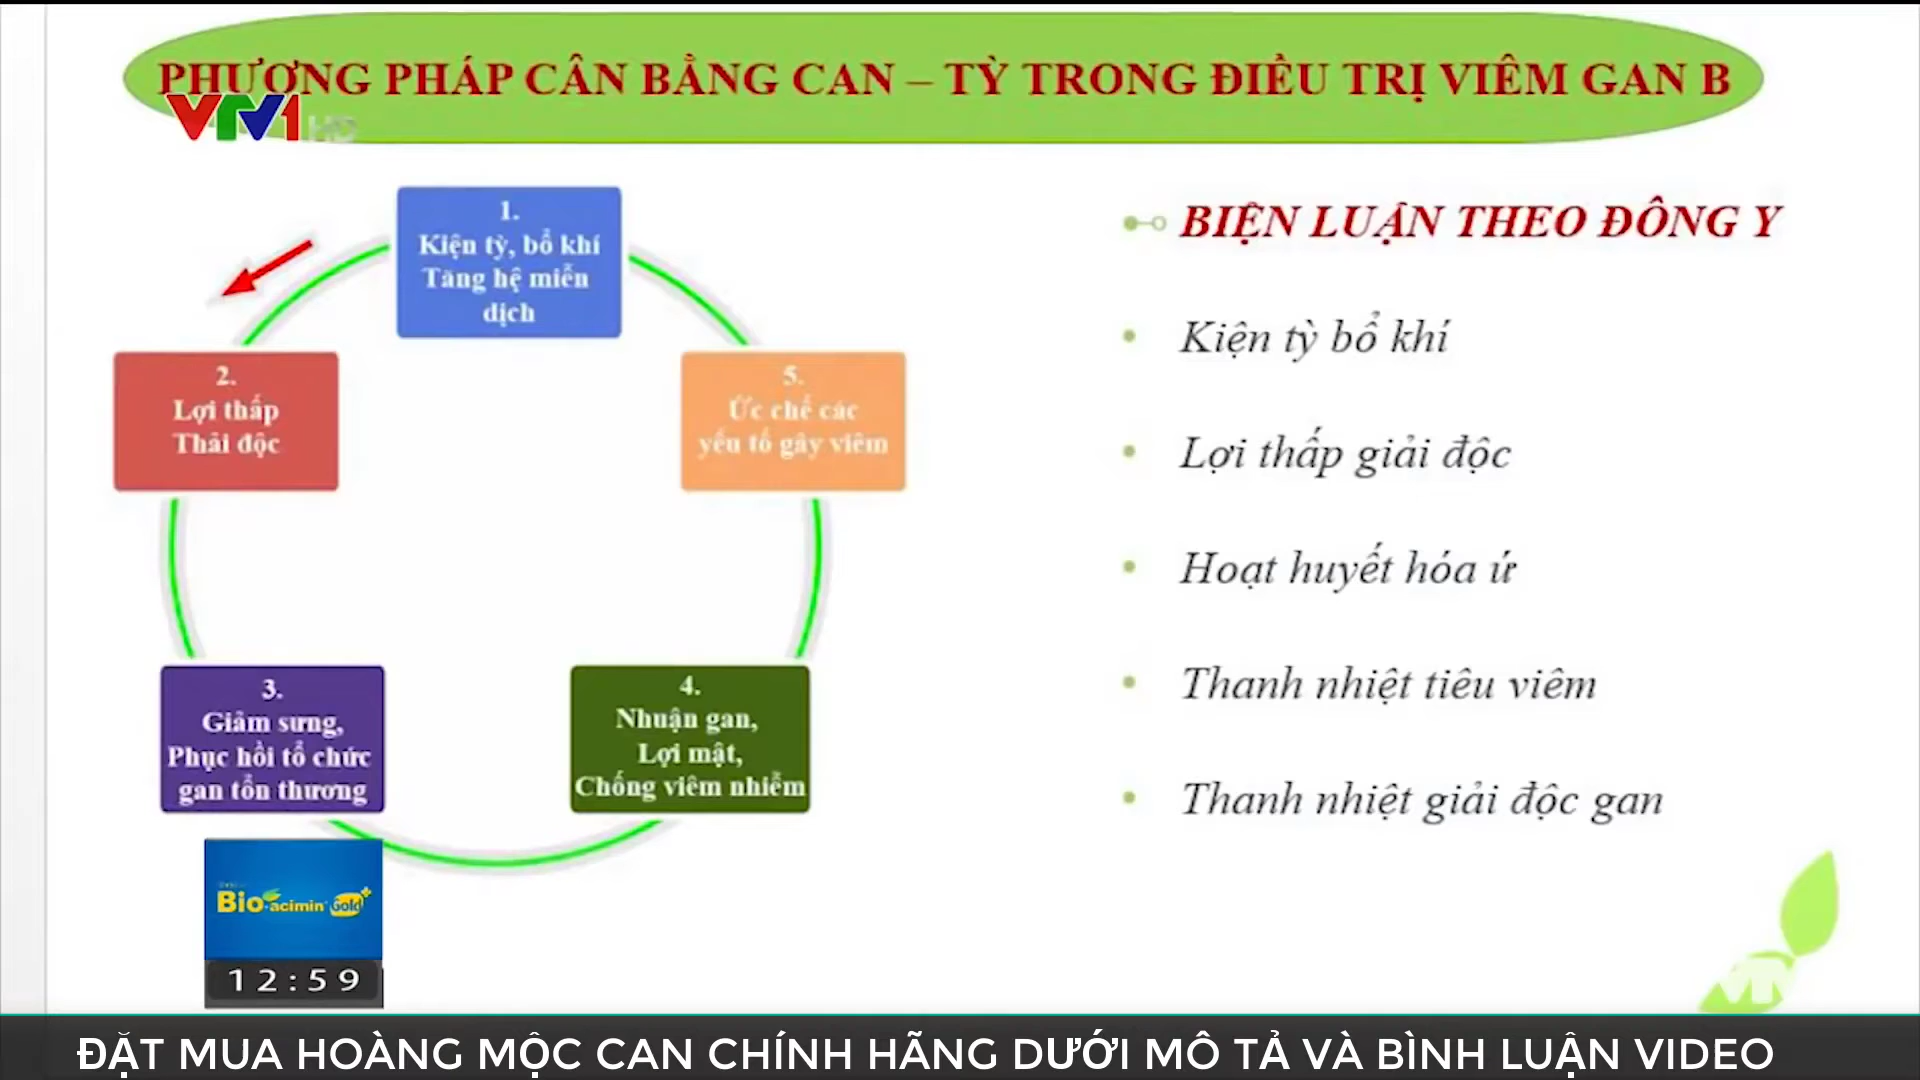 PHƯƠNG PHÁP CÂN BẰNG CAN – TỲ TRONG ĐIỀU TRỊ VIÊM GAN B
VTV1 HD
1.
Kiện tỳ, bổ khí
Tăng hệ miễn
dịch
2.
Lợi thấp
Thải độc
5.
Ức chế các
yếu tố gây viêm
3.
Giảm sưng,
Phục hồi tổ chức
gan tổn thương
4.
Nhuận gan,
Lợi mật,
Chống viêm nhiễm
BIỆN LUẬN THEO ĐÔNG Y
• Kiện tỳ bổ khí
• Lợi thấp giải độc
• Hoạt huyết hóa ứ
• Thanh nhiệt tiêu viêm
• Thanh nhiệt giải độc gan
Bio-acimin Gold+
12:59
ĐẶT MUA HOÀNG MỘC CAN CHÍNH HÃNG DƯỚI MÔ TẢ VÀ BÌNH LUẬN VIDEO